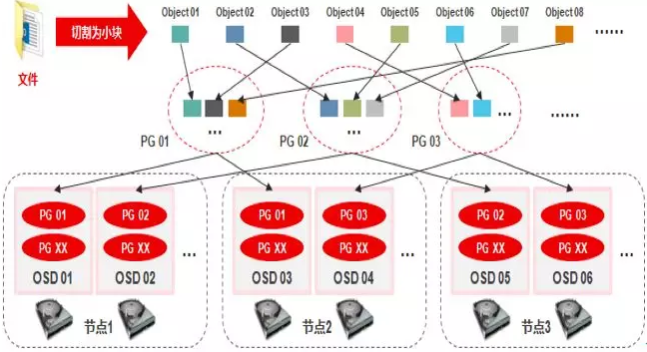 Object 01 Object 02 Object 03 Object 04 Object 05 Object 06 Object 07 Object 08 ······
切割为小块
文件
... ... ... ......
PG 01 PG 02 PG 03
PG 01 PG 02 PG 01 PG 03 PG 02 PG 03
PG XX PG XX ... PG XX PG XX ... PG XX PG XX ...
OSD 01 OSD 02 OSD 03 OSD 04 OSD 05 OSD 06
节点1 节点2 节点3